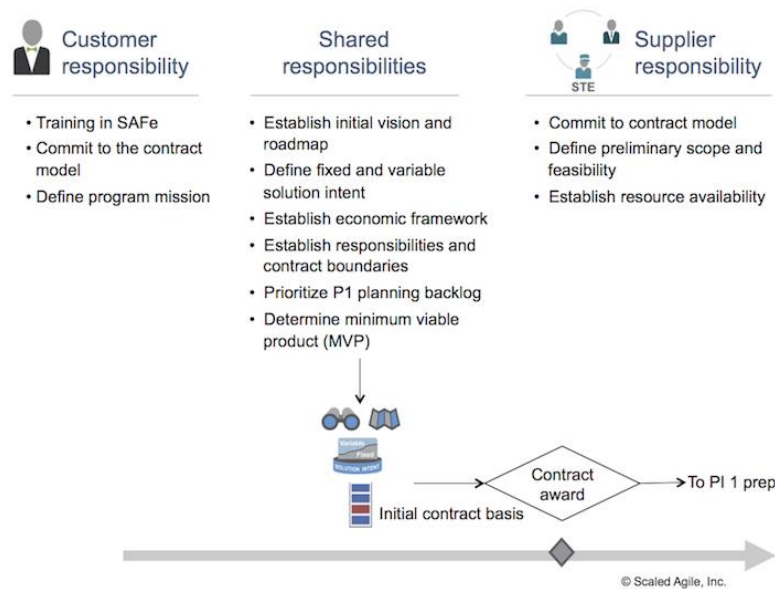 Customer
responsibility
• Training in SAFe
• Commit to the contract
model
• Define program mission
Shared
responsibilities
• Establish initial vision and
roadmap
• Define fixed and variable
solution intent
• Establish economic framework
• Establish responsibilities and
contract boundaries
• Prioritize P1 planning backlog
• Determine minimum viable
product (MVP)
STE
Supplier
responsibility
• Commit to contract model
• Define preliminary scope and
feasibility
• Establish resource availability
Variable
Fixed
SOLUTION INTENT
Initial contract basis
Contract
award
To PI 1 prep
© Scaled Agile, Inc.